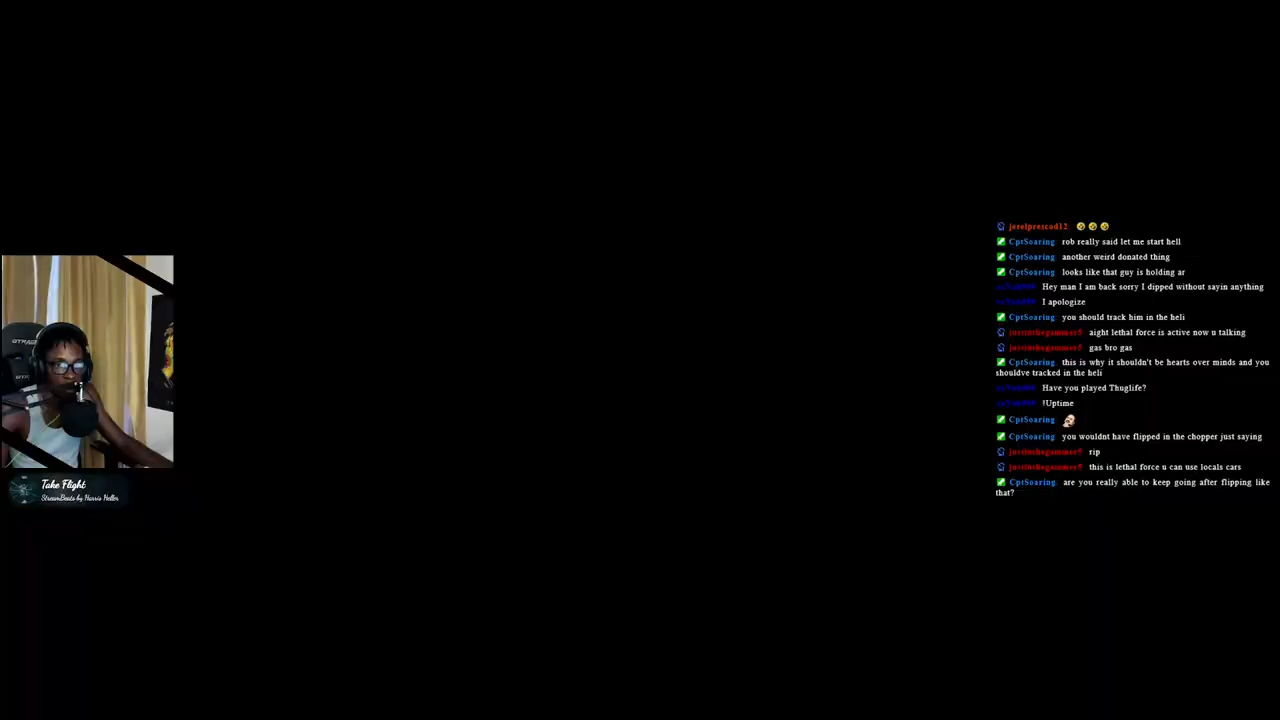 jerelprescod12
CptSoaring rob really said let me start hell
CptSoaring another weird donated thing
CptSoaring looks like that guy is holding ar
Hey man I am back sorry I dipped without sayin anything
I apologize
CptSoaring you should track him in the heli
justinthegammer5 aight lethal force is active now u talking
justinthegammer5 gas bro gas
CptSoaring this is why it shouldn't be hearts over minds and you
shouldve tracked in the heli
Have you played Thuglife?
!Uptime
CptSoaring
CptSoaring you wouldnt have flipped in the chopper just saying
justinthegammer5 rip
justinthegammer5 this is lethal force u can use locals cars
CptSoaring are you really able to keep going after flipping like
that?
Take Flight
StreamBeats by Harris Heller